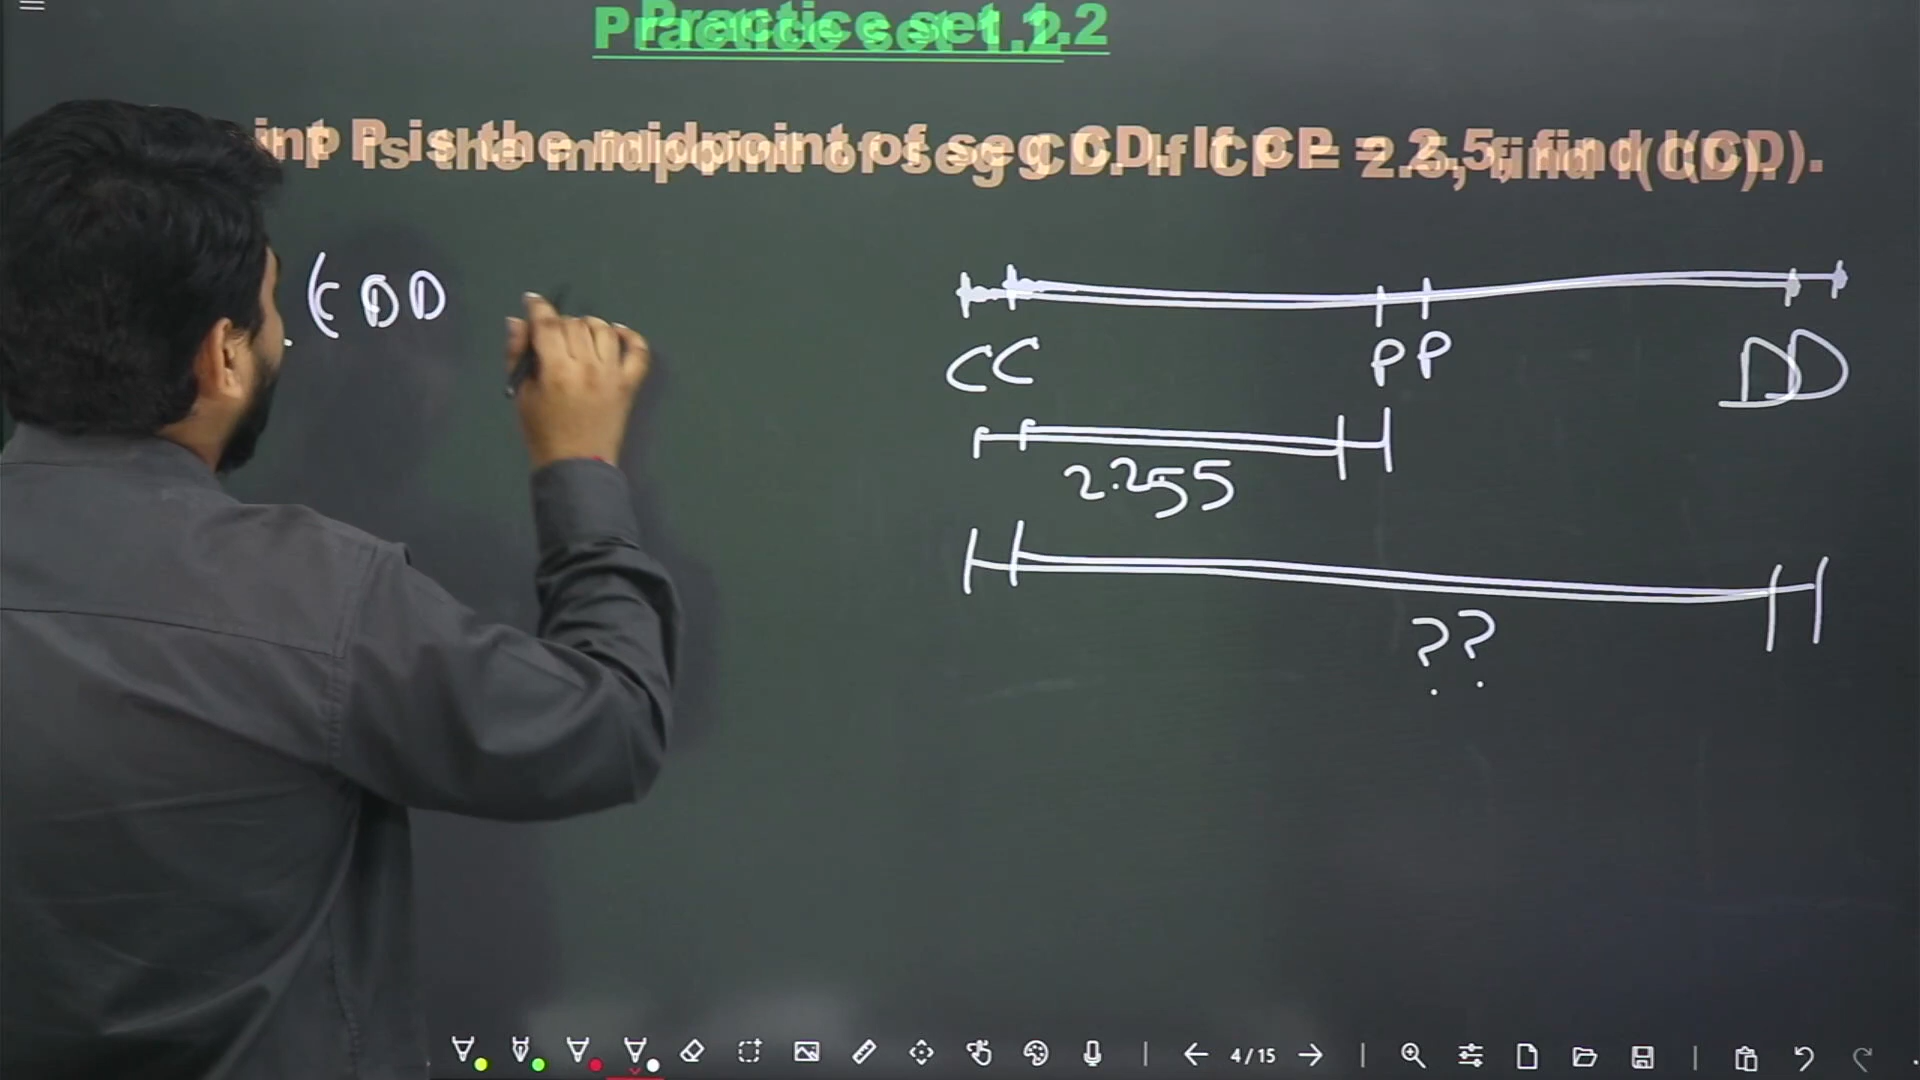 Practice set 1.2
int P is the midpoint of seg CD. If CP = 2.5, find l(CD).
C P D
2.5
?
4/15